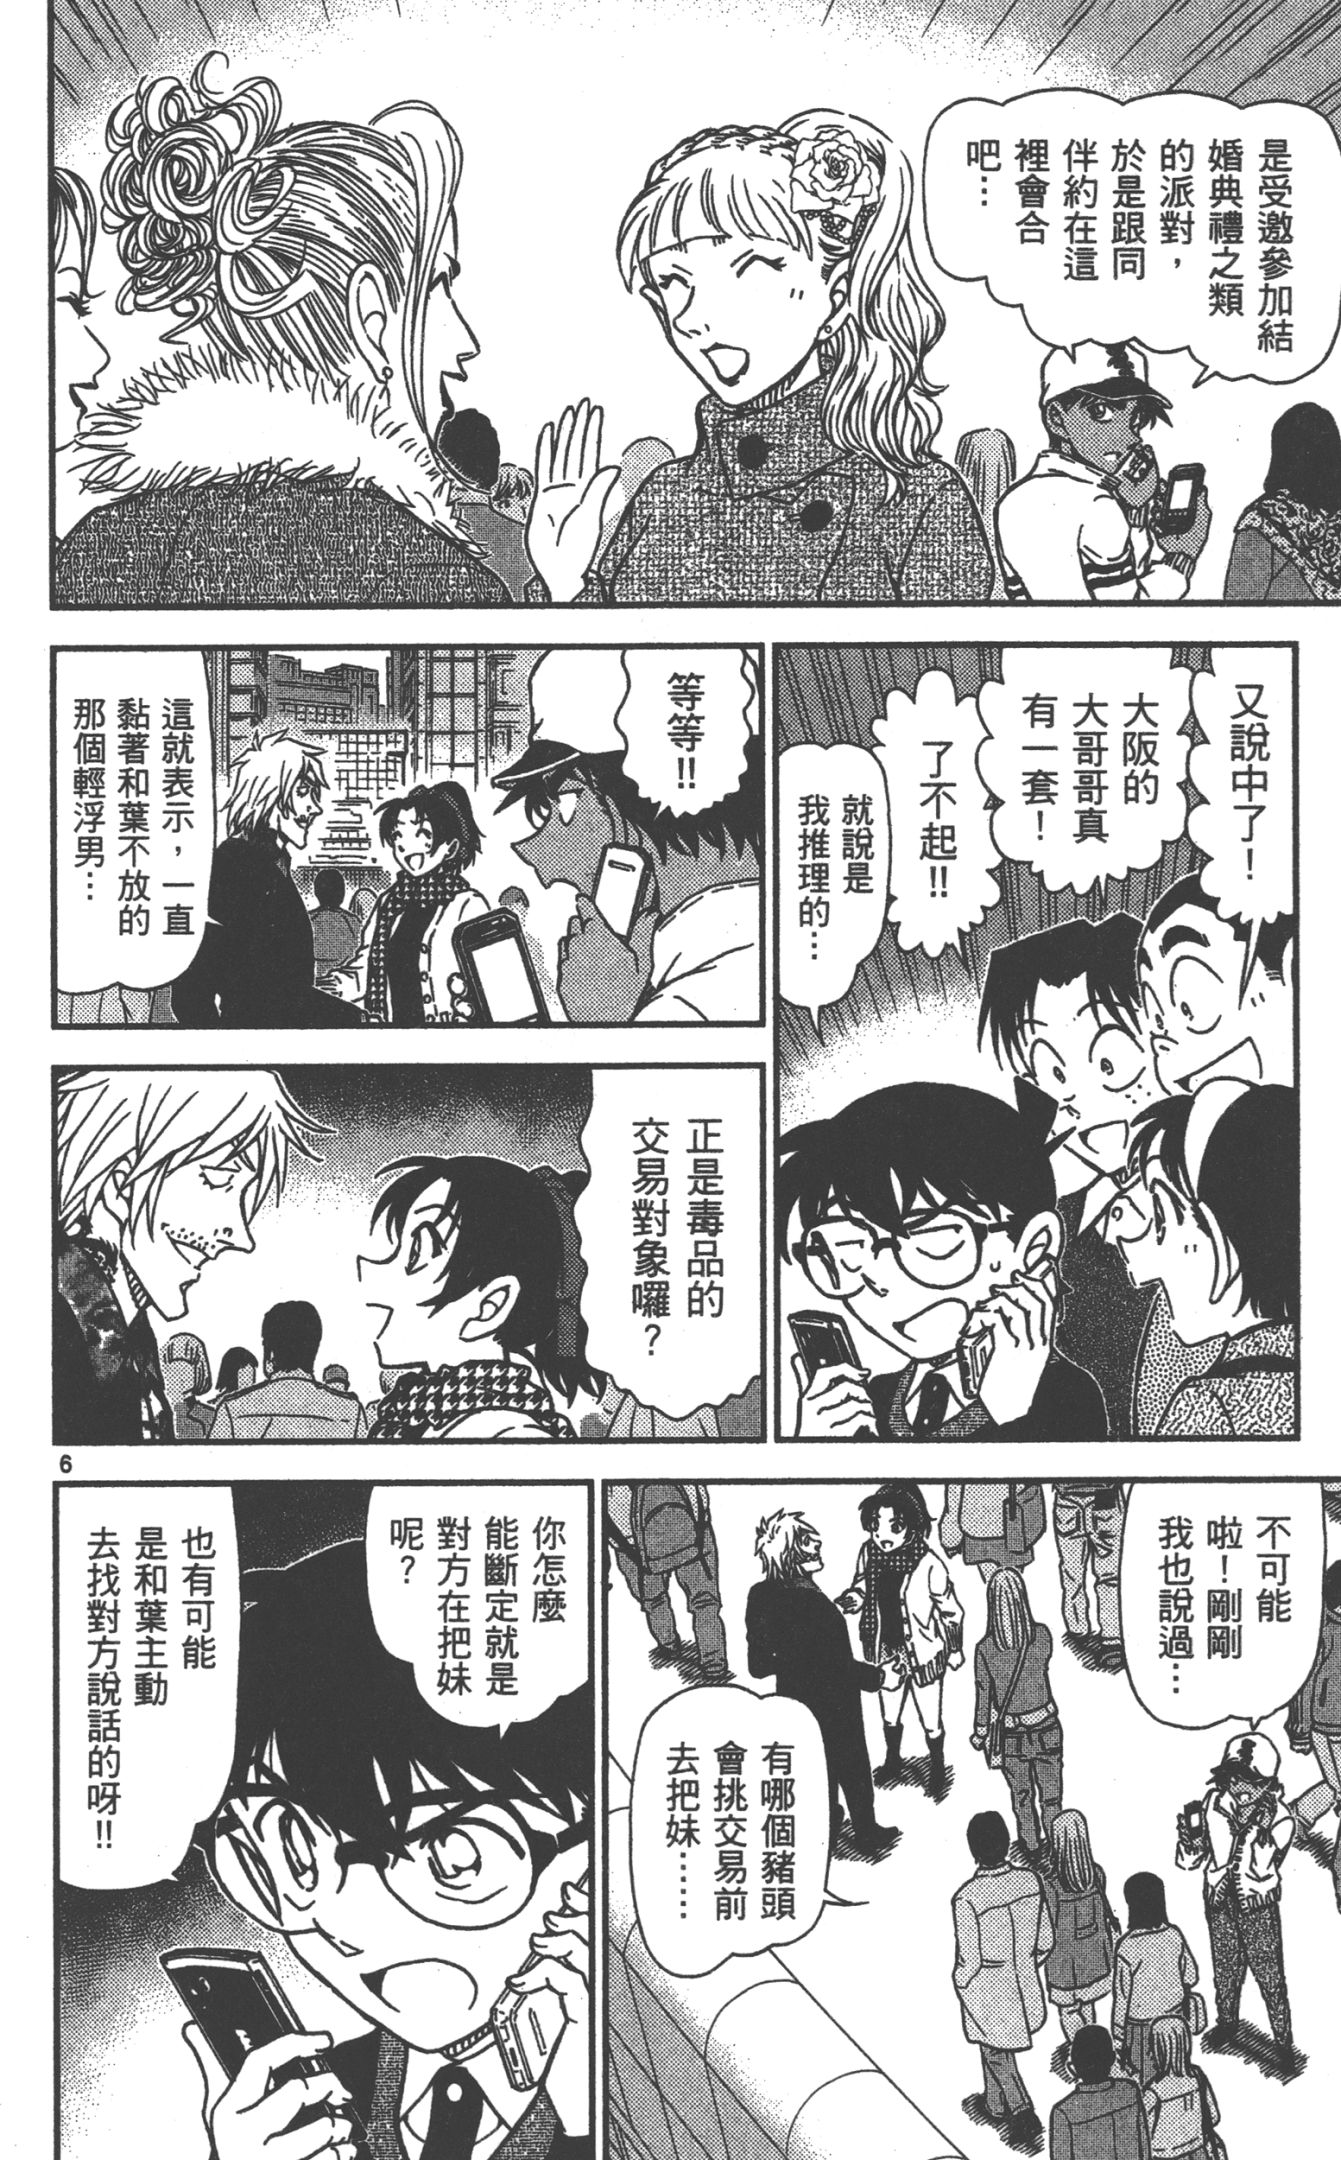 是受邀參加結
婚典禮之類
的派對，
於是跟同
伴約在這
裡會合
吧…
又說中了！
大阪的
大哥哥真
有一套！
了不起!!
就說是
我推理的…
等等!!
這就表示，一直
黏著和葉不放的
那個輕浮男…
正是毒品的
交易對象囉？
6
不可能
啦！剛剛
我也說過…
有哪個豬頭
會挑交易前
去把妹……
你怎麼
能斷定就是
對方在把妹
呢？
也有可能
是和葉主動
去找對方說話的呀!!